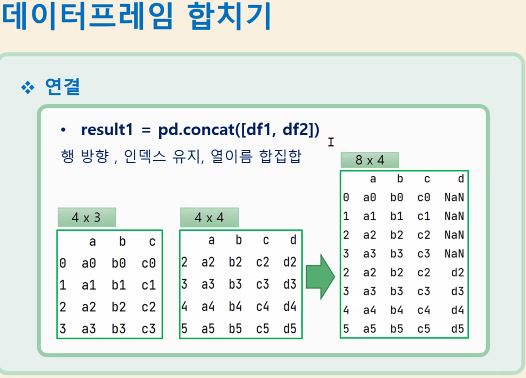 데이터프레임 합치기
❖ 연결
• result1 = pd.concat([df1, df2])
행 방향 , 인덱스 유지, 열이름 합집합
4 x 3
a b c
0 a0 b0 c0
1 a1 b1 c1
2 a2 b2 c2
3 a3 b3 c3
4 x 4
a b c d
2 a2 b2 c2 d2
3 a3 b3 c3 d3
4 a4 b4 c4 d4
5 a5 b5 c5 d5
8 x 4
a b c d
0 a0 b0 c0 NaN
1 a1 b1 c1 NaN
2 a2 b2 c2 NaN
3 a3 b3 c3 NaN
2 a2 b2 c2 d2
3 a3 b3 c3 d3
4 a4 b4 c4 d4
5 a5 b5 c5 d5